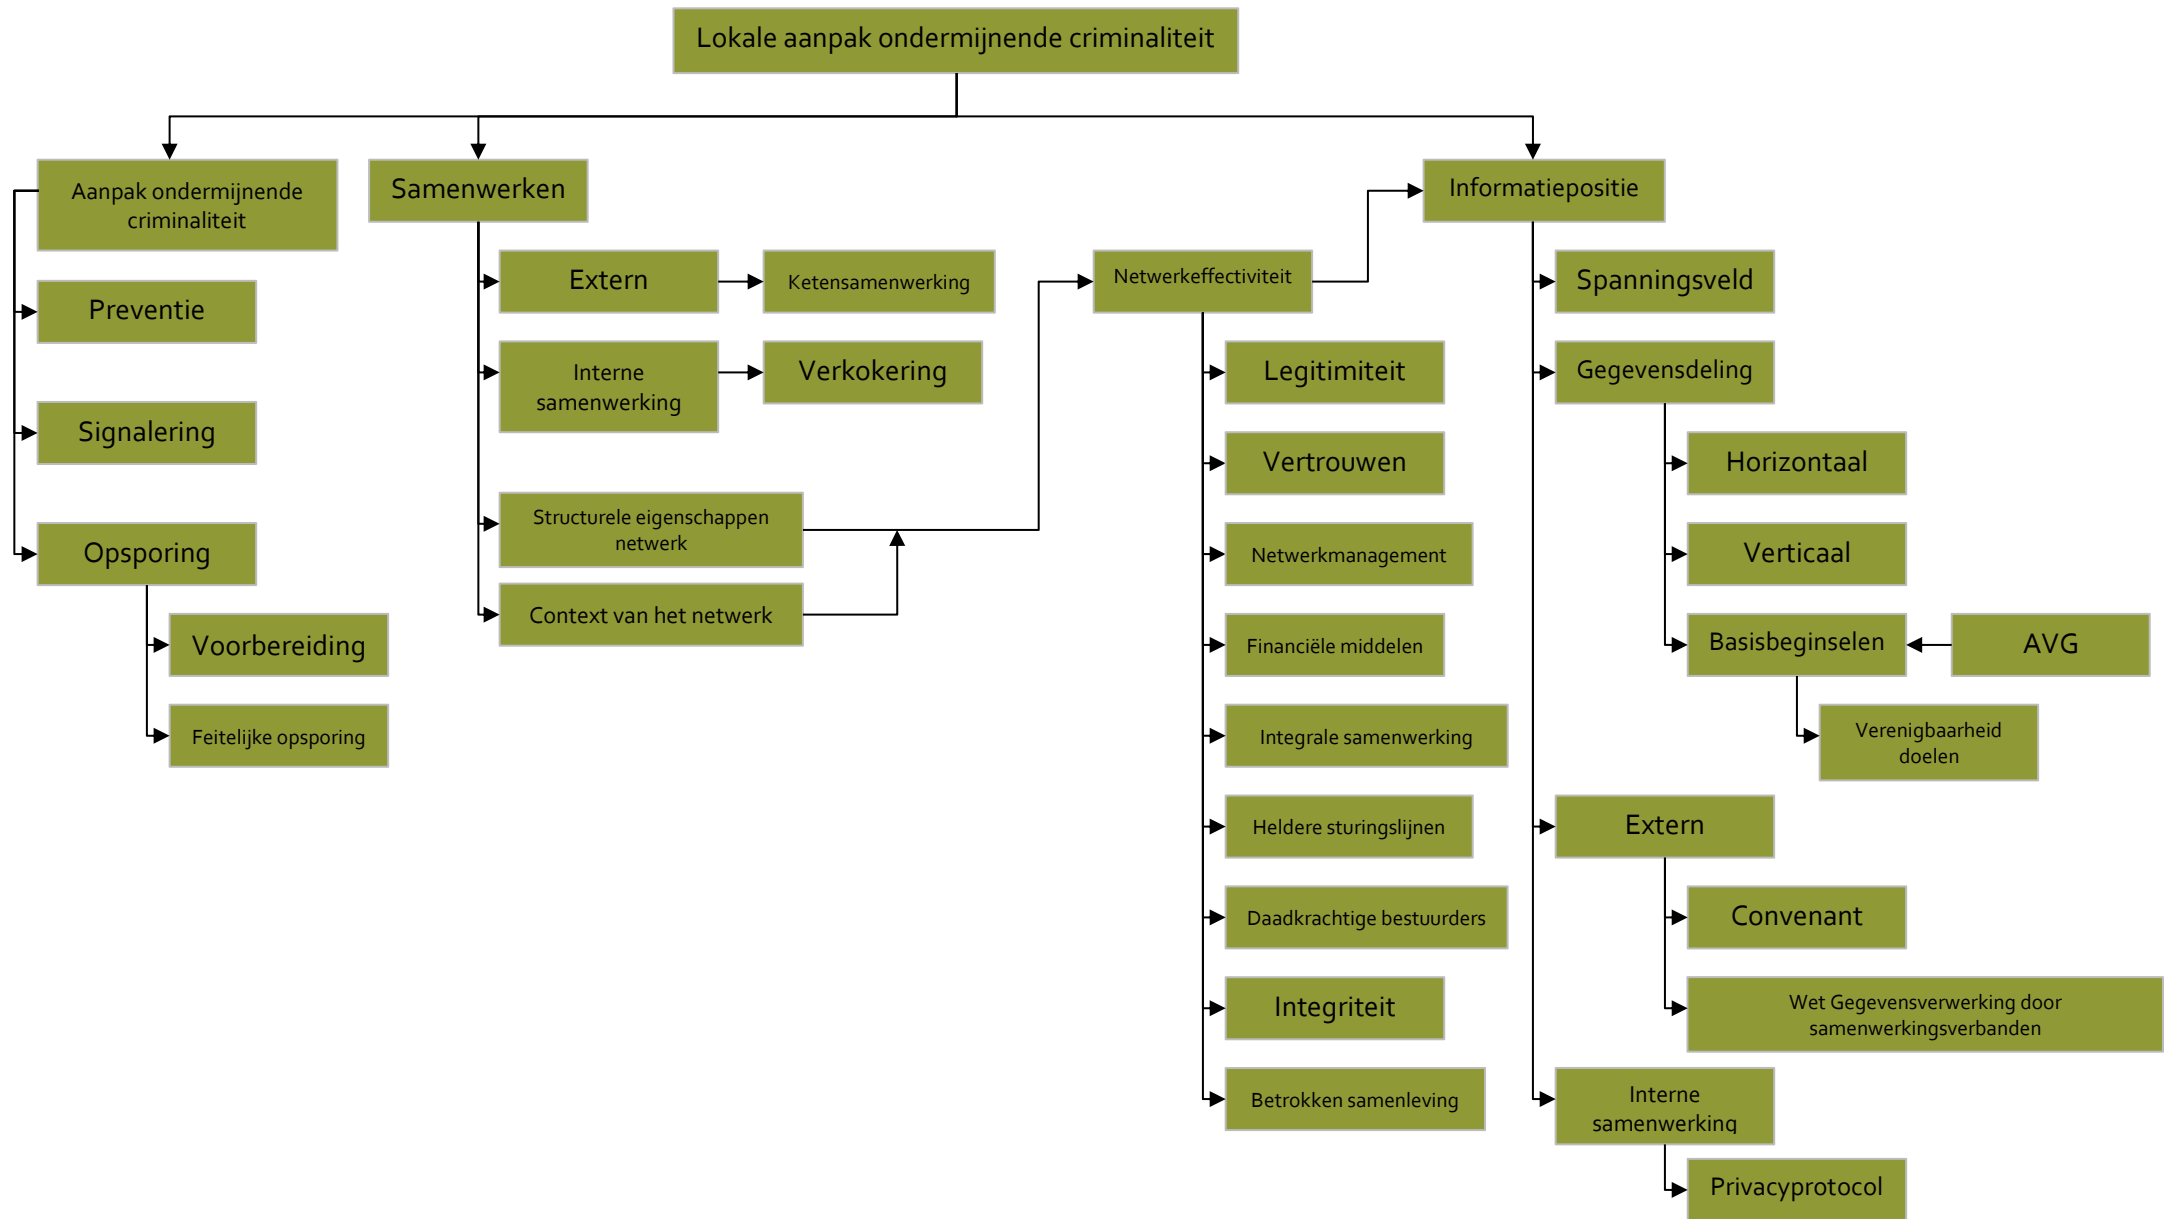 Lokale aanpak ondermijnende criminaliteit
Aanpak ondermijnende
criminaliteit
Preventie
Signalering
Opsporing
Voorbereiding
Feitelijke opsporing
Samenwerken
Extern
Ketensamenwerking
Interne
samenwerking
Verkokering
Structurele eigenschappen
netwerk
Context van het netwerk
Netwerkeffectiviteit
Legitimiteit
Vertrouwen
Netwerkmanagement
Financiële middelen
Integrale samenwerking
Heldere sturingslijnen
Daadkrachtige bestuurders
Integriteit
Betrokken samenleving
Informatiepositie
Spanningsveld
Gegevensdeling
Horizontaal
Verticaal
Basisbeginselen
AVG
Verenigbaarheid
doelen
Extern
Convenant
Wet Gegevensverwerking door
samenwerkingsverbanden
Interne
samenwerking
Privacyprotocol